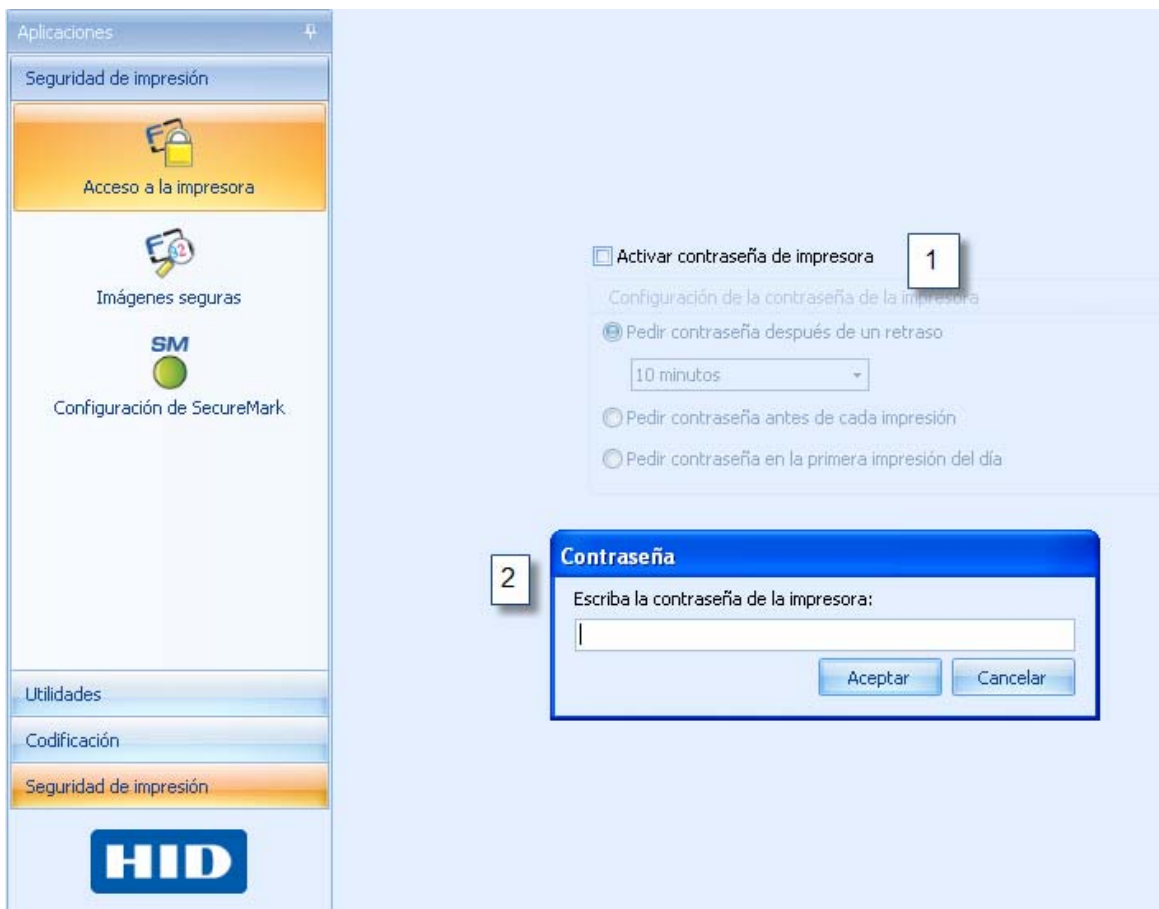 Aplicaciones
Seguridad de impresión
Acceso a la impresora
Imágenes seguras
SM
Configuración de SecureMark
Utilidades
Codificación
Seguridad de impresión
HID
Activar contraseña de impresora
1
Configuración de la contraseña de la impresora
Pedir contraseña después de un retraso
10 minutos
Pedir contraseña antes de cada impresión
Pedir contraseña en la primera impresión del día
2
Contraseña
Escriba la contraseña de la impresora:
Aceptar
Cancelar